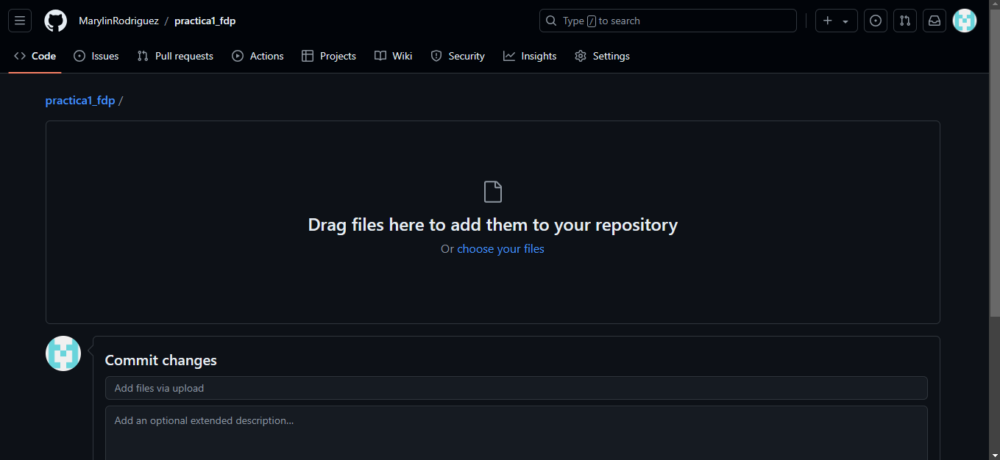 MarylinRodriguez / practica1_fdp
Type / to search
Code Issues Pull requests Actions Projects Wiki Security Insights Settings
practica1_fdp /
Drag files here to add them to your repository
Or choose your files
Commit changes
Add files via upload
Add an optional extended description...